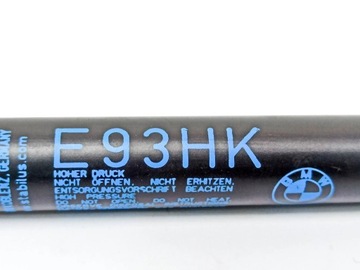 GERMANY
stabilus.com
E93HK
HOHER DRUCK
NICHT ÖFFNEN, NICHT ERHITZEN,
ENTSORGUNGSVORSCHRIFT BEACHTEN
HIGH PRESSURE
DO NOT OPEN, DO NOT HEAT,
BMW